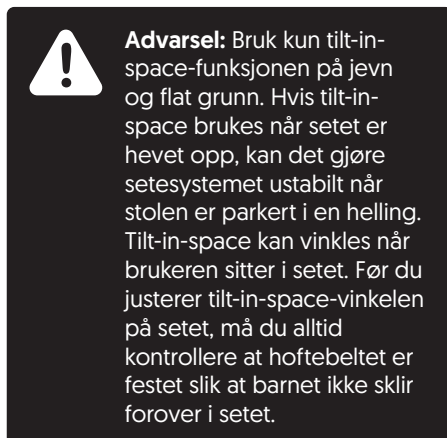 Advarsel: Bruk kun tilt-in-
space-funksjonen på jevn
og flat grunn. Hvis tilt-in-
space brukes når setet er
hevet opp, kan det gjøre
setesystemet ustabilt når
stolen er parkert i en helling.
Tilt-in-space kan vinkles når
brukeren sitter i setet. Før du
justerer tilt-in-space-vinkelen
på setet, må du alltid
kontrollere at hoftebeltet er
festet slik at barnet ikke sklir
forover i setet.